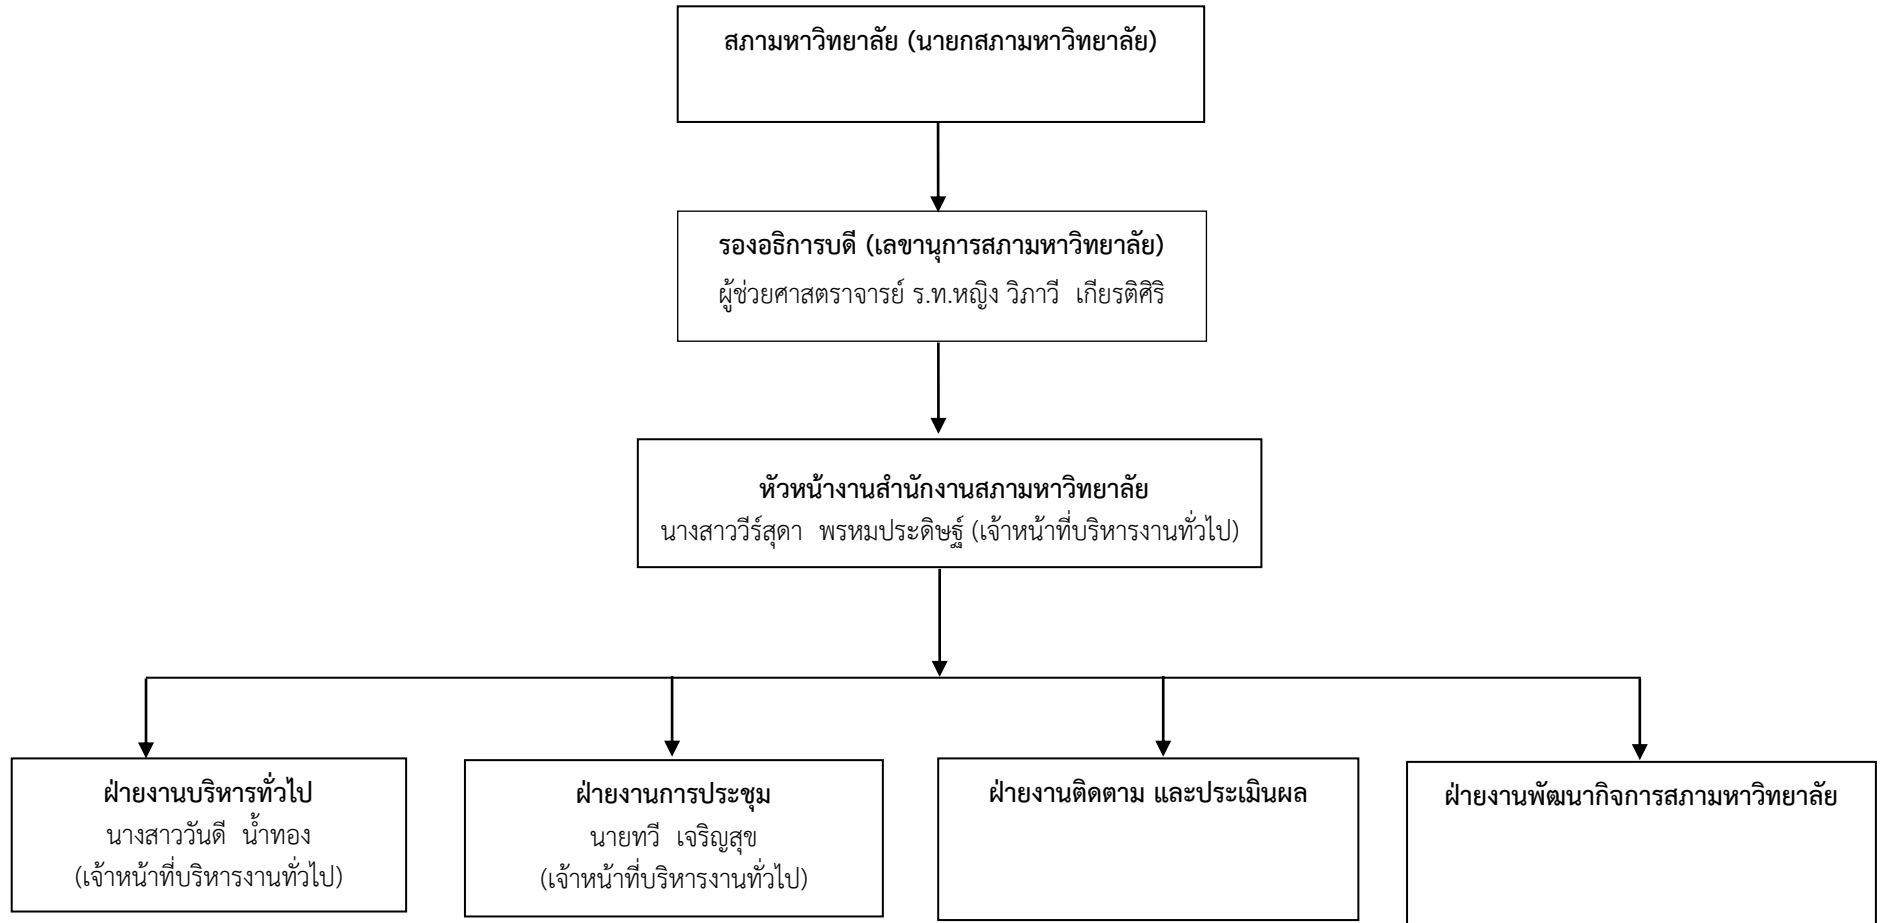 สภามหาวิทยาลัย (นายกสภามหาวิทยาลัย)
รองอธิการบดี (เลขานุการสภามหาวิทยาลัย)
ผู้ช่วยศาสตราจารย์ ร.ท.หญิง วิภาวี เกียรติศิริ
หัวหน้างานสำนักงานสภามหาวิทยาลัย
นางสาววีร์สุดา พรหมประดิษฐ์ (เจ้าหน้าที่บริหารงานทั่วไป)
ฝ่ายงานบริหารทั่วไป
นางสาววันดี น้ำทอง
(เจ้าหน้าที่บริหารงานทั่วไป)
ฝ่ายงานการประชุม
นายทวี เจริญสุข
(เจ้าหน้าที่บริหารงานทั่วไป)
ฝ่ายงานติดตาม และประเมินผล
ฝ่ายงานพัฒนากิจการสภามหาวิทยาลัย